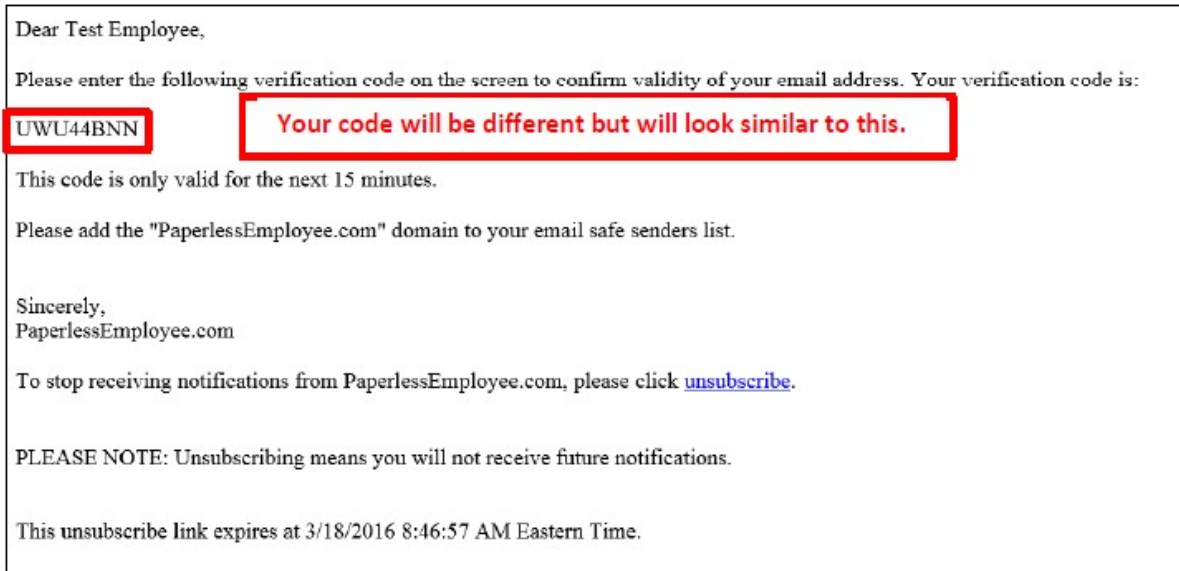 Dear Test Employee,
Please enter the following verification code on the screen to confirm validity of your email address. Your verification code is:
UWU44BNN
Your code will be different but will look similar to this.
This code is only valid for the next 15 minutes.
Please add the "PaperlessEmployee.com" domain to your email safe senders list.
Sincerely,
PaperlessEmployee.com
To stop receiving notifications from PaperlessEmployee.com, please click unsubscribe.
PLEASE NOTE: Unsubscribing means you will not receive future notifications.
This unsubscribe link expires at 3/18/2016 8:46:57 AM Eastern Time.